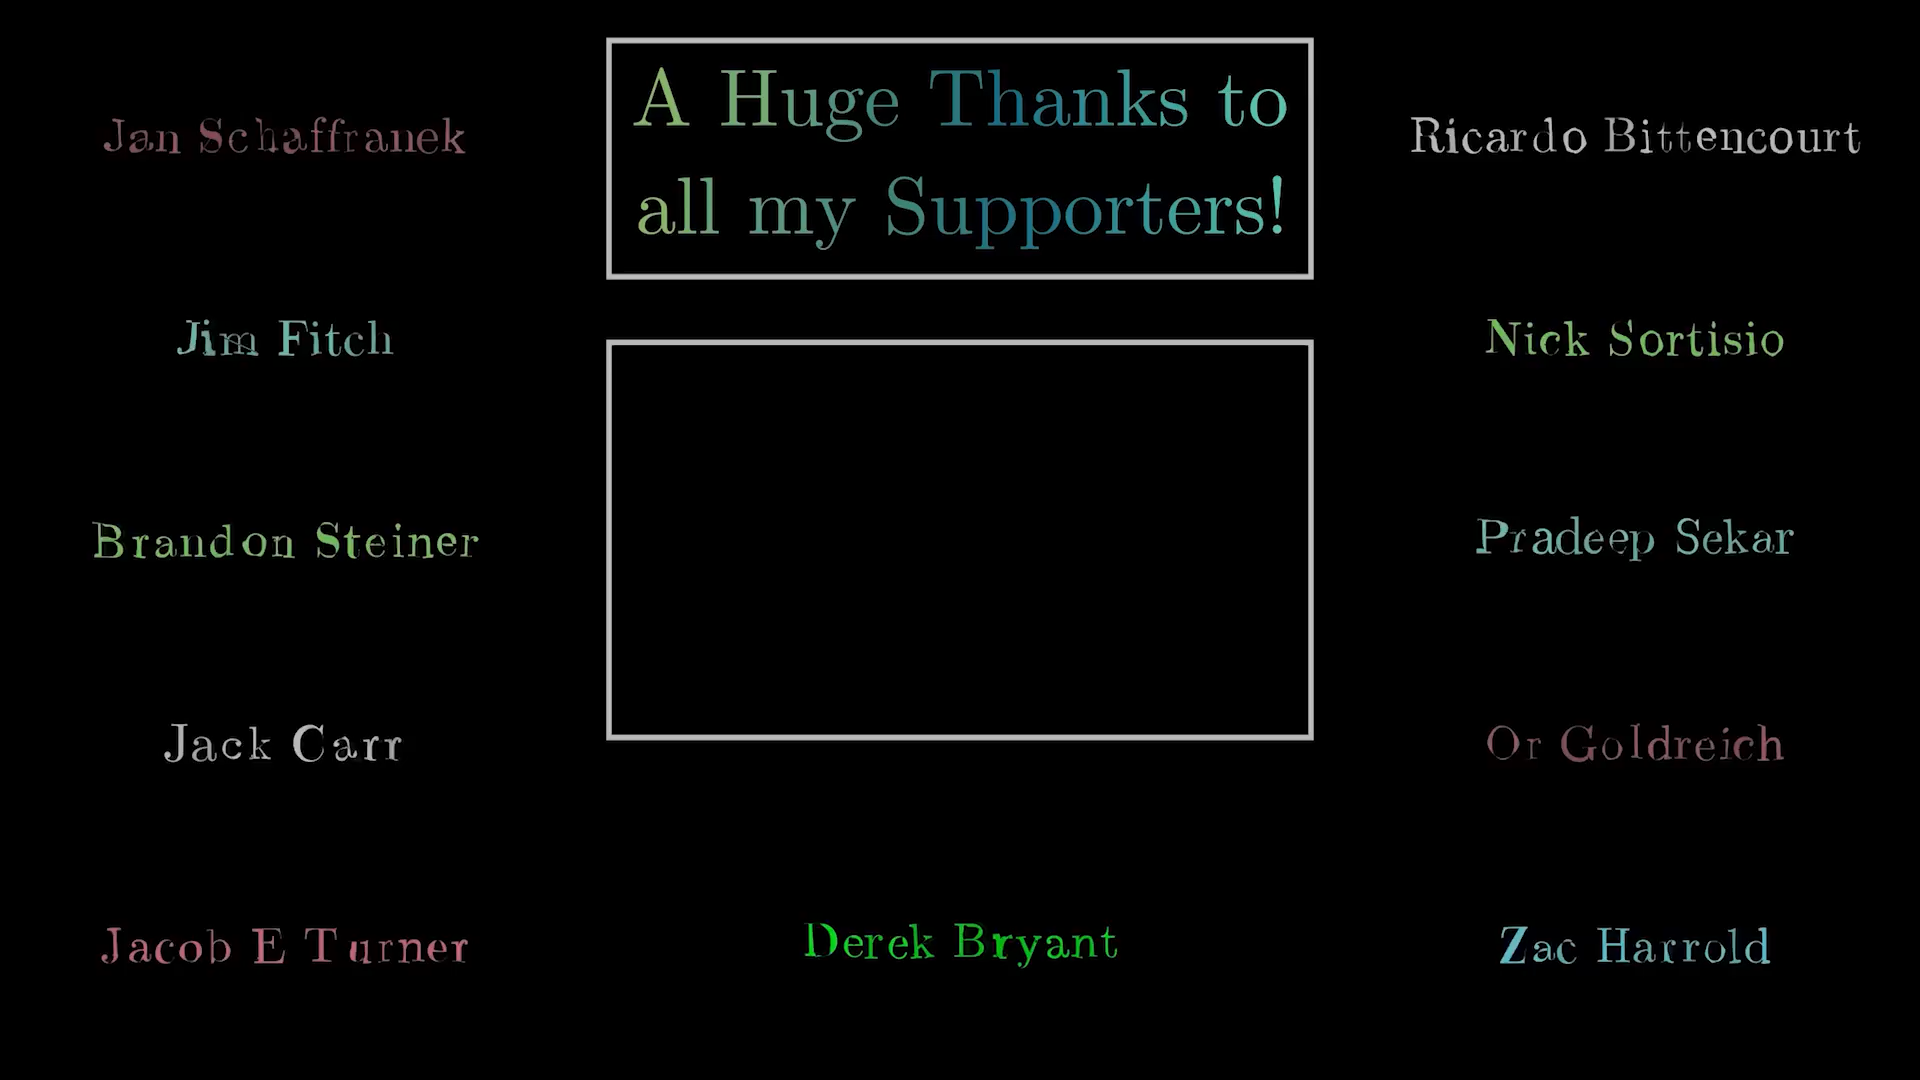 A Huge Thanks to
all my Supporters!
Jan Schaffranek
Jim Fitch
Brandon Steiner
Jack Carr
Jacob E Turner
Derek Bryant
Ricardo Bittencourt
Nick Sortisio
Pradeep Sekar
Or Goldreich
Zac Harrold